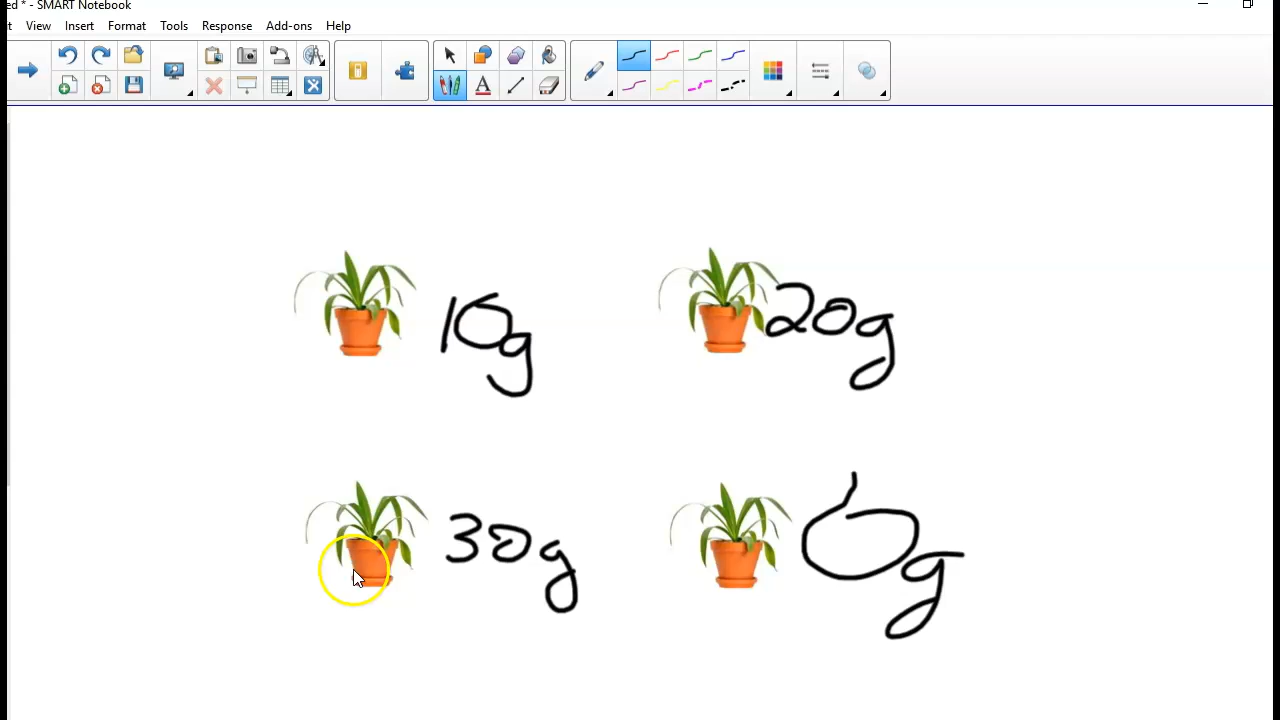 ed * - SMART Notebook
t View Insert Format Tools Response Add-ons Help
10g 20g
30g 0g